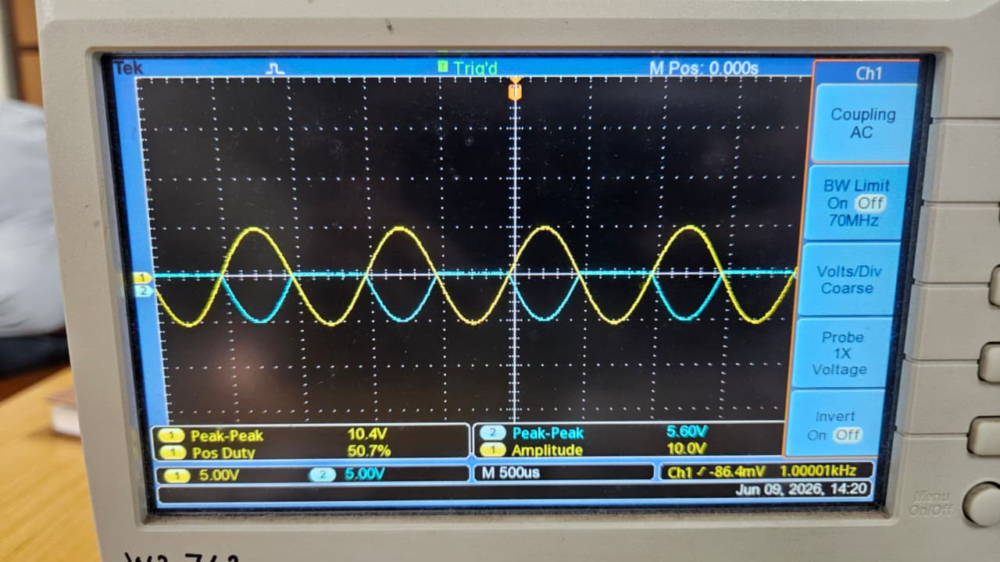 Tek
Trig'd
M Pos: 0.000s
Ch1
Coupling
AC
BW Limit
On Off
70MHz
Volts/Div
Coarse
Probe
1X
Voltage
Invert
On Off
T
1
2
1 Peak-Peak 10.4V
1 Pos Duty 50.7%
2 Peak-Peak 5.60V
1 Amplitude 10.0V
1 5.00V 2 5.00V
M 500us
Ch1 -86.4mV 1.00001kHz
Jun 09, 2026, 14:20
Menu
On/Off